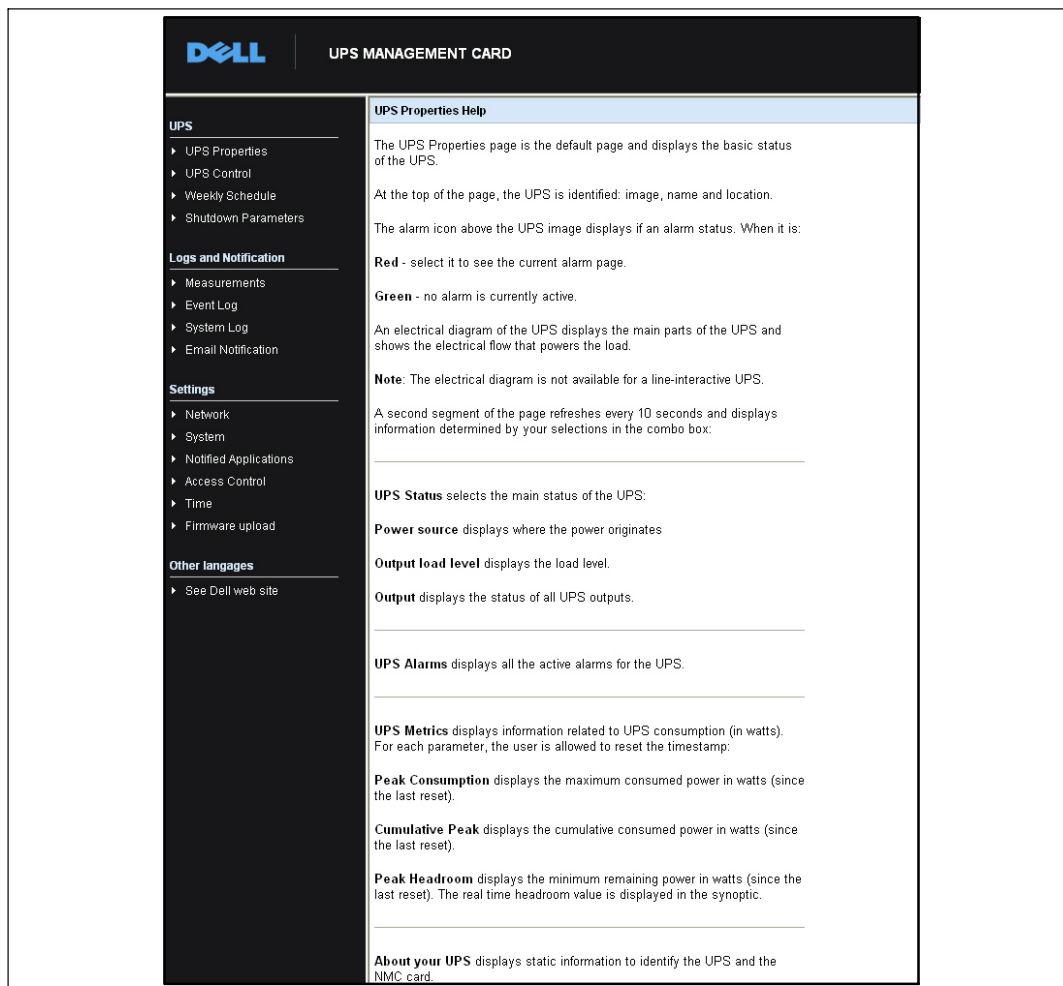 DELL
UPS MANAGEMENT CARD
UPS
UPS Properties
UPS Control
Weekly Schedule
Shutdown Parameters
Logs and Notification
Measurements
Event Log
System Log
Email Notification
Settings
Network
System
Notified Applications
Access Control
Time
Firmware upload
Other langages
See Dell web site
UPS Properties Help
The UPS Properties page is the default page and displays the basic status
of the UPS.
At the top of the page, the UPS is identified: image, name and location.
The alarm icon above the UPS image displays if an alarm status. When it is:
Red - select it to see the current alarm page.
Green - no alarm is currently active.
An electrical diagram of the UPS displays the main parts of the UPS and
shows the electrical flow that powers the load.
Note: The electrical diagram is not available for a line-interactive UPS.
A second segment of the page refreshes every 10 seconds and displays
information determined by your selections in the combo box:
UPS Status selects the main status of the UPS:
Power source displays where the power originates
Output load level displays the load level.
Output displays the status of all UPS outputs.
UPS Alarms displays all the active alarms for the UPS.
UPS Metrics displays information related to UPS consumption (in watts).
For each parameter, the user is allowed to reset the timestamp:
Peak Consumption displays the maximum consumed power in watts (since
the last reset).
Cumulative Peak displays the cumulative consumed power in watts (since
the last reset).
Peak Headroom displays the minimum remaining power in watts (since the
last reset). The real time headroom value is displayed in the synoptic.
About your UPS displays static information to identify the UPS and the
NMC card.